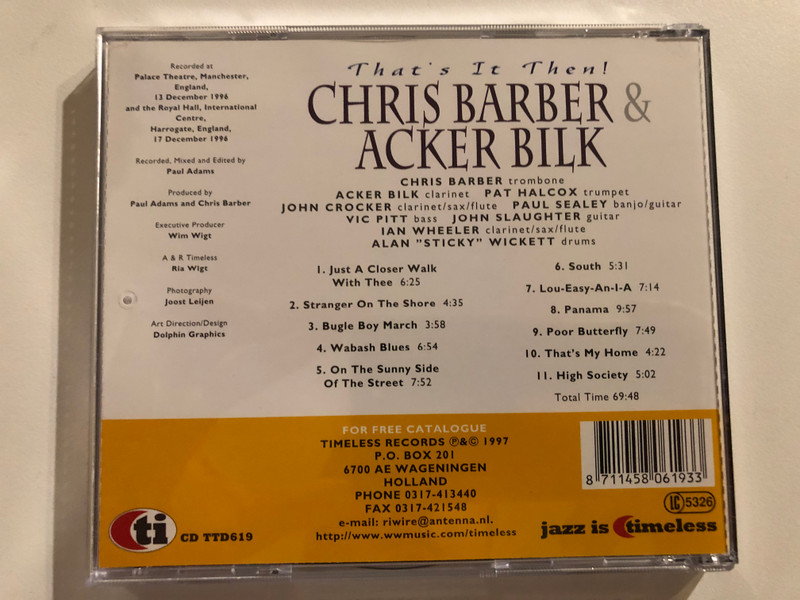 Recorded at
Palace Theatre, Manchester,
England,
13 December 1996
and the Royal Hall, International
Centre,
Harrogate, England,
17 December 1996
Recorded, Mixed and Edited by
Paul Adams
Produced by
Paul Adams and Chris Barber
Executive Producer
Wim Wigt
A & R Timeless
Ria Wigt
Photography
Joost Leijen
Art Direction/Design
Dolphin Graphics
That's It Then!
CHRIS BARBER &
ACKER BILK
CHRIS BARBER trombone
ACKER BILK clarinet PAT HALCOX trumpet
JOHN CROCKER clarinet/sax/flute PAUL SEALEY banjo/guitar
VIC PITT bass JOHN SLAUGHTER guitar
IAN WHEELER clarinet/sax/flute
ALAN "STICKY" WICKETT drums
1. Just A Closer Walk
With Thee 6:25
2. Stranger On The Shore 4:35
3. Bugle Boy March 3:58
4. Wabash Blues 6:54
5. On The Sunny Side
Of The Street 7:52
6. South 5:31
7. Lou-Easy-An-I-A 7:14
8. Panama 9:57
9. Poor Butterfly 7:49
10. That's My Home 4:22
11. High Society 5:02
Total Time 69:48
FOR FREE CATALOGUE
TIMELESS RECORDS ℗&© 1997
P.O. BOX 201
6700 AE WAGENINGEN
HOLLAND
PHONE 0317-413440
FAX 0317-421548
e-mail: riwire@antenna.nl.
http://www.wwmusic.com/timeless
ti CD TTD619
8 711458 061933
LC 5326
jazz is timeless